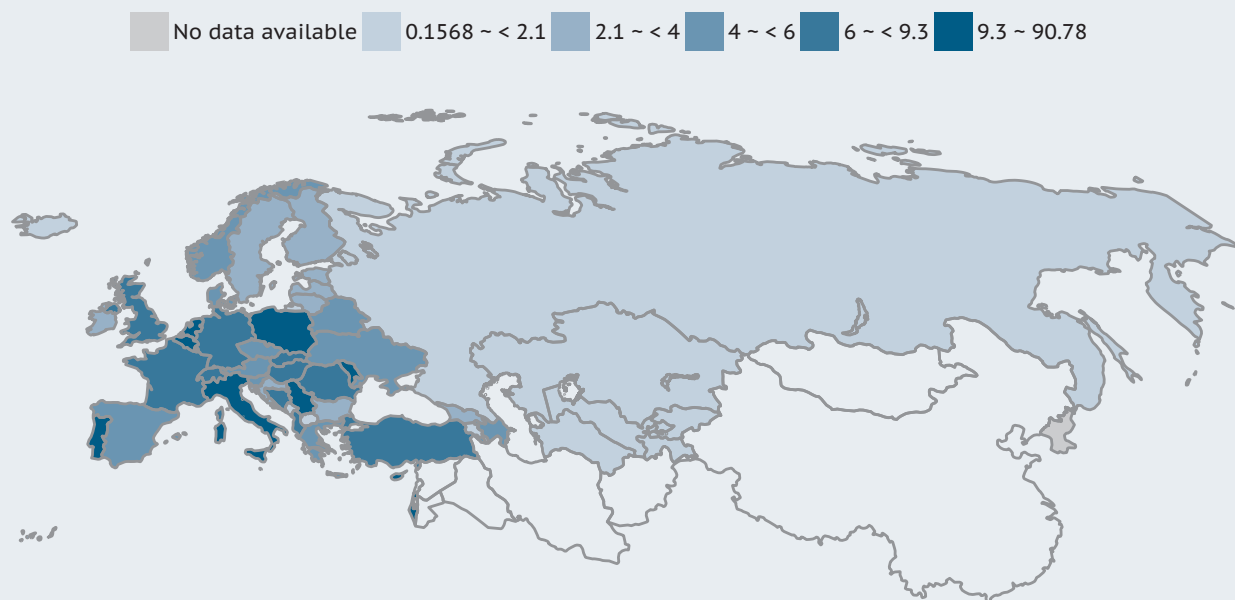 No data available 0.1568 ~ < 2.1 2.1 ~ < 4 4 ~ < 6 6 ~ < 9.3 9.3 ~ 90.78